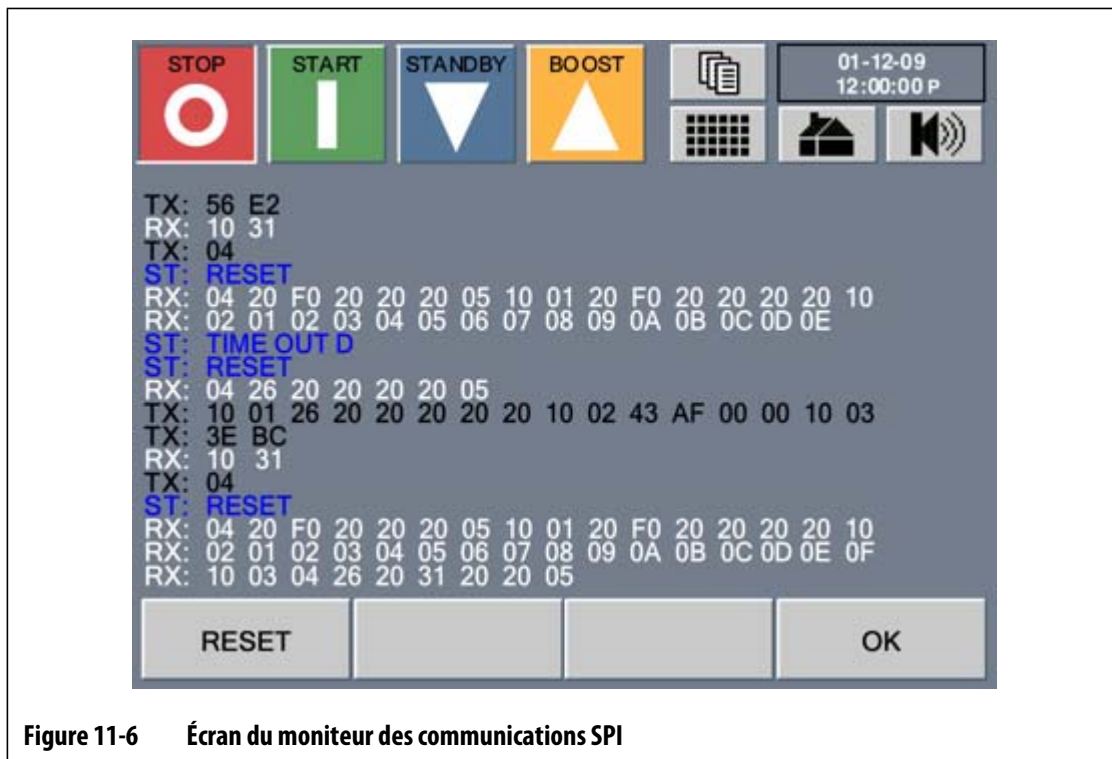 STOP START STANDBY BOOST 01-12-09
12:00:00 P
TX: 56 E2
RX: 10 31
TX: 04
ST: RESET
RX: 04 20 F0 20 20 20 05 10 01 20 F0 20 20 20 20 10
RX: 02 01 02 03 04 05 06 07 08 09 0A 0B 0C 0D 0E
ST: TIME OUT D
ST: RESET
RX: 04 26 20 20 20 20 05
TX: 10 01 26 20 20 20 20 20 10 02 43 AF 00 00 10 03
TX: 3E BC
RX: 10 31
TX: 04
ST: RESET
RX: 04 20 F0 20 20 20 05 10 01 20 F0 20 20 20 20 10
RX: 02 01 02 03 04 05 06 07 08 09 0A 0B 0C 0D 0E 0F
RX: 10 03 04 26 20 31 20 20 05
RESET OK
Figure 11-6 Écran du moniteur des communications SPI